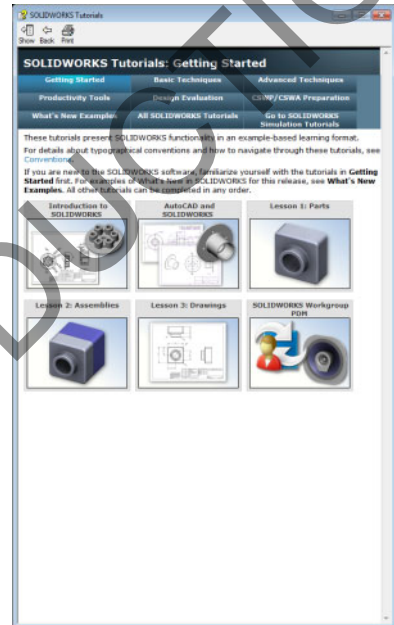 SOLIDWORKS Tutorials
Show Back Print
SOLIDWORKS Tutorials: Getting Started
Getting Started Basic Techniques Advanced Techniques
Productivity Tools Design Evaluation CSWP/CSWA Preparation
What's New Examples All SOLIDWORKS Tutorials Go to SOLIDWORKS
Simulation Tutorials
These tutorials present SOLIDWORKS functionality in an example-based learning format.
For details about typographical conventions and how to navigate through these tutorials, see
Conventions.
If you are new to the SOLIDWORKS software, familiarize yourself with the tutorials in Getting
Started first. For examples of What's New in SOLIDWORKS for this release, see What's New
Examples. All other tutorials can be completed in any order.
Introduction to
SOLIDWORKS
AutoCAD and
SOLIDWORKS
Lesson 1: Parts
Lesson 2: Assemblies
Lesson 3: Drawings
SOLIDWORKS Workgroup
PDM